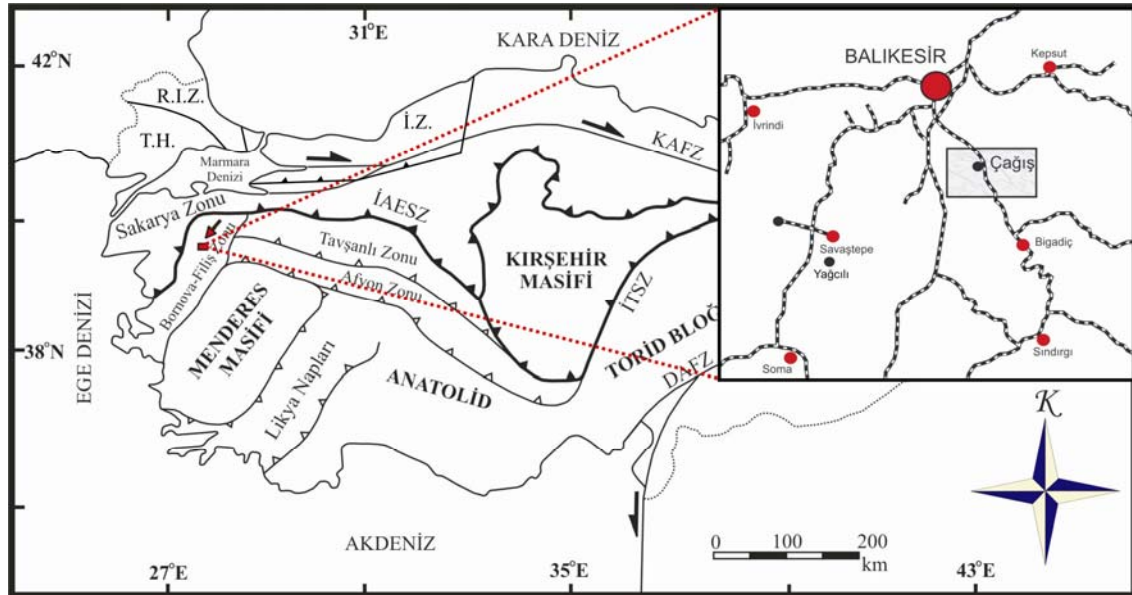 31°E
KARA DENİZ
42°N
R.I.Z.
T.H.
İ.Z.
Marmara
Denizi
KAFZ
Sakarya Zonu
İAESZ
Tavşanlı Zonu
Afyon Zonu
Bornova-Filiş Zonu
KIRŞEHİR
MASİFİ
İTSZ
EGE DENİZİ
MENDERES
MASİFİ
38°N
TORİD BLOĞ
DAFZ
Likya Napları
ANATOLİD
AKDENİZ
27°E
35°E
43°E
0
100
200
km
K
BALIKESİR
Kepsut
İvrindi
Çağış
Savaştepe
Yağcılı
Bigadiç
Sındırgı
Soma